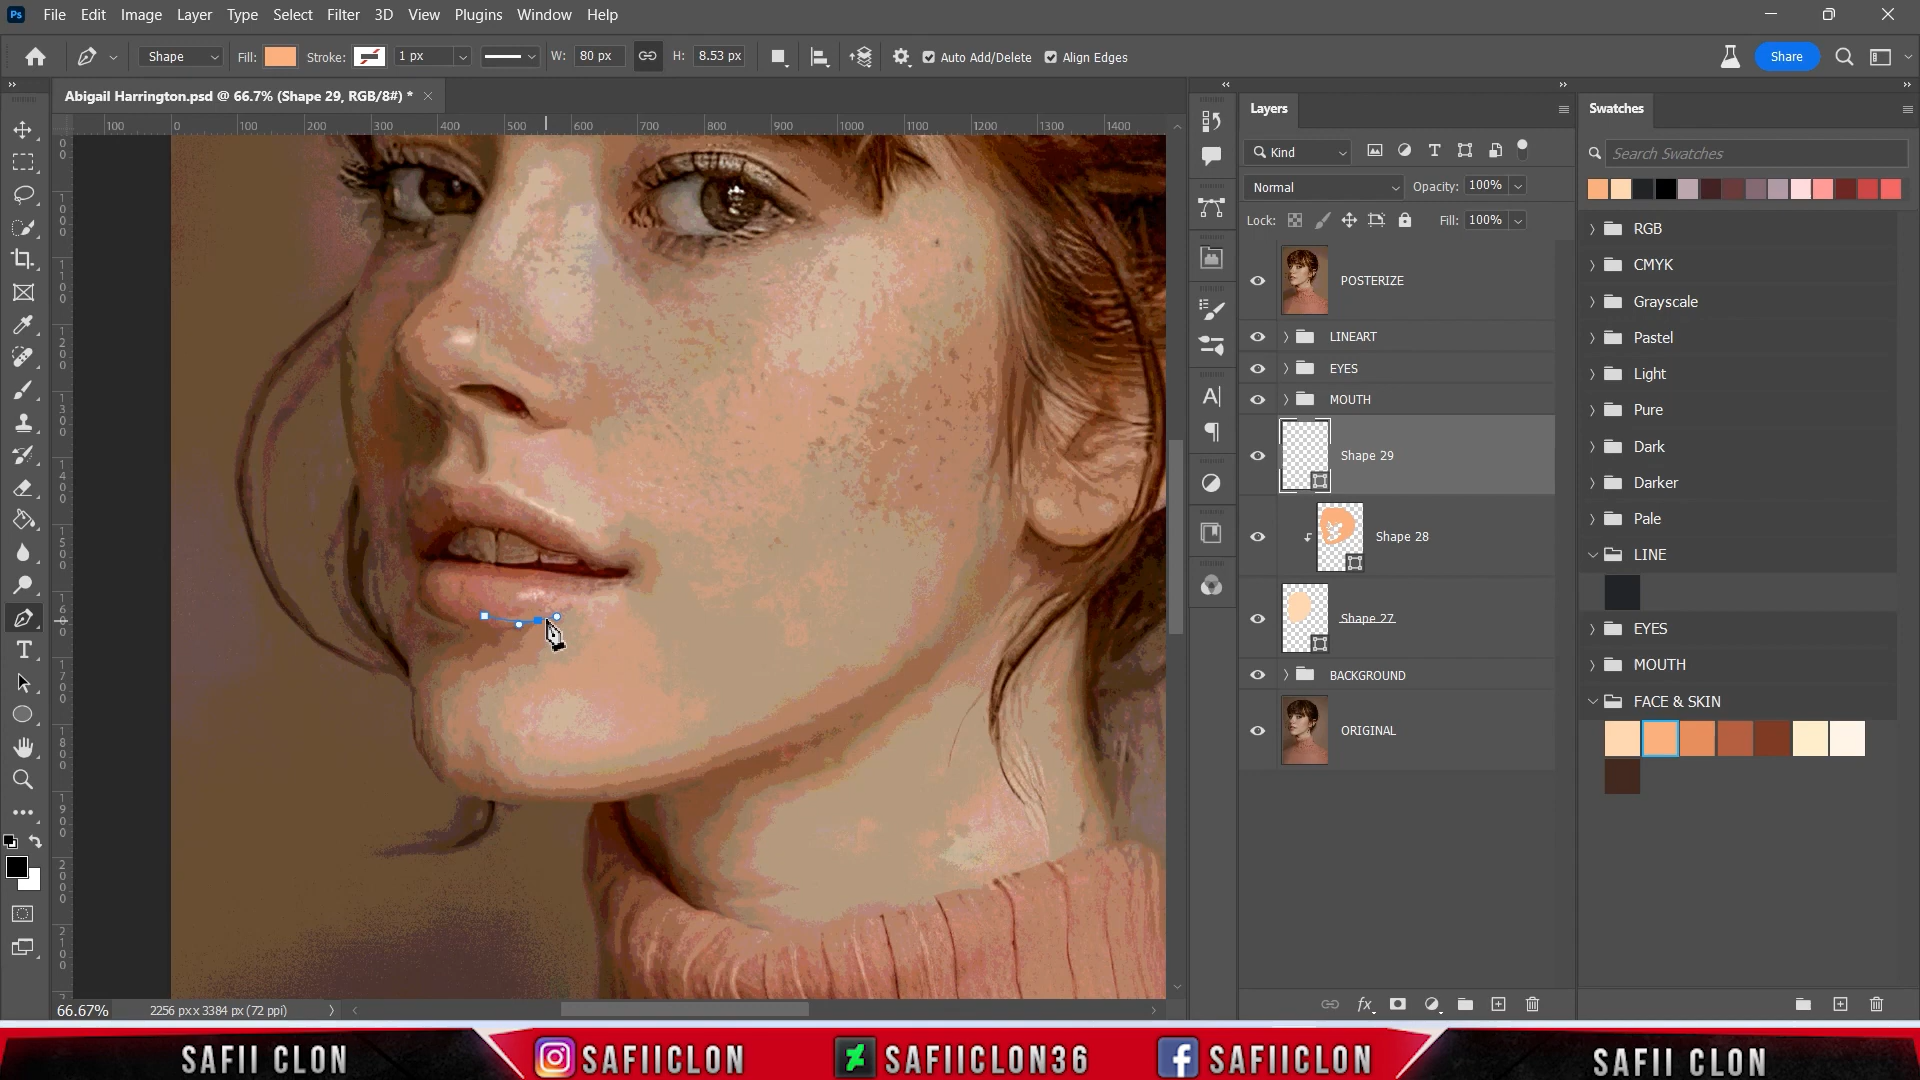 Ps File Edit Image Layer Type Select Filter 3D View Plugins Window Help
Shape Fill: Stroke: 1 px W: 80 px H: 8.53 px Auto Add/Delete Align Edges Share
Abigail Harrington.psd @ 66.7% (Shape 29, RGB/8#) *
100 0 100 200 300 400 500 600 700 800 900 1000 1100 1200 1300 1400
Layers
Kind
Normal Opacity: 100%
Lock: Fill: 100%
POSTERIZE
LINEART
EYES
MOUTH
Shape 29
Shape 28
Shape 27
BACKGROUND
ORIGINAL
Swatches
Search Swatches
RGB
CMYK
Grayscale
Pastel
Light
Pure
Dark
Darker
Pale
LINE
EYES
MOUTH
FACE & SKIN
66.67% 2256 px x 3384 px (72 ppi)
SAFII CLON SAFIICLON SAFIICLON36 SAFIICLON SAFII CLON